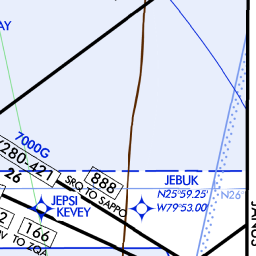 AY
7000G
/280-421
26
888
SRQ TO SAPPO
JEBUK
N25°59.25'
W79°53.00'
N26°
JEPSI
KEVEY
2
166
V TO ZQA
JANUS